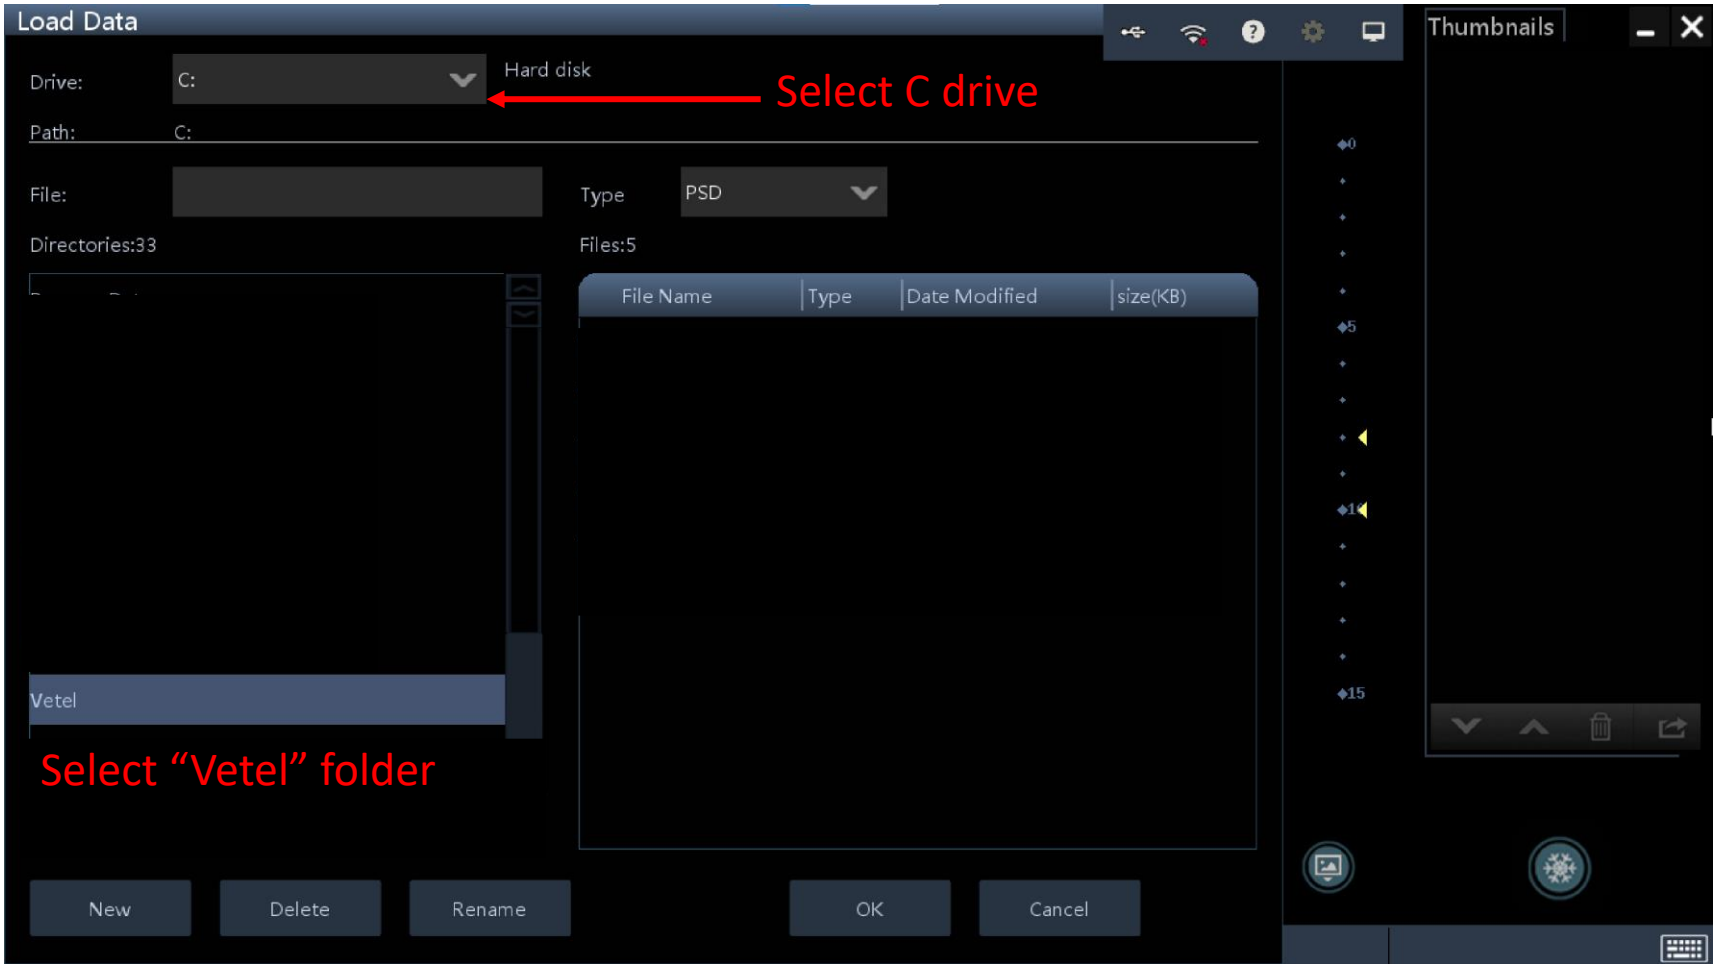 Load Data
Thumbnails
Drive:
C:
Hard disk
Select C drive
Path:
C:
0
File:
Type
PSD
Directories:33
Files:5
File Name
Type
Date Modified
size(KB)
5
10
Vetel
15
Select “Vetel” folder
New
Delete
Rename
OK
Cancel